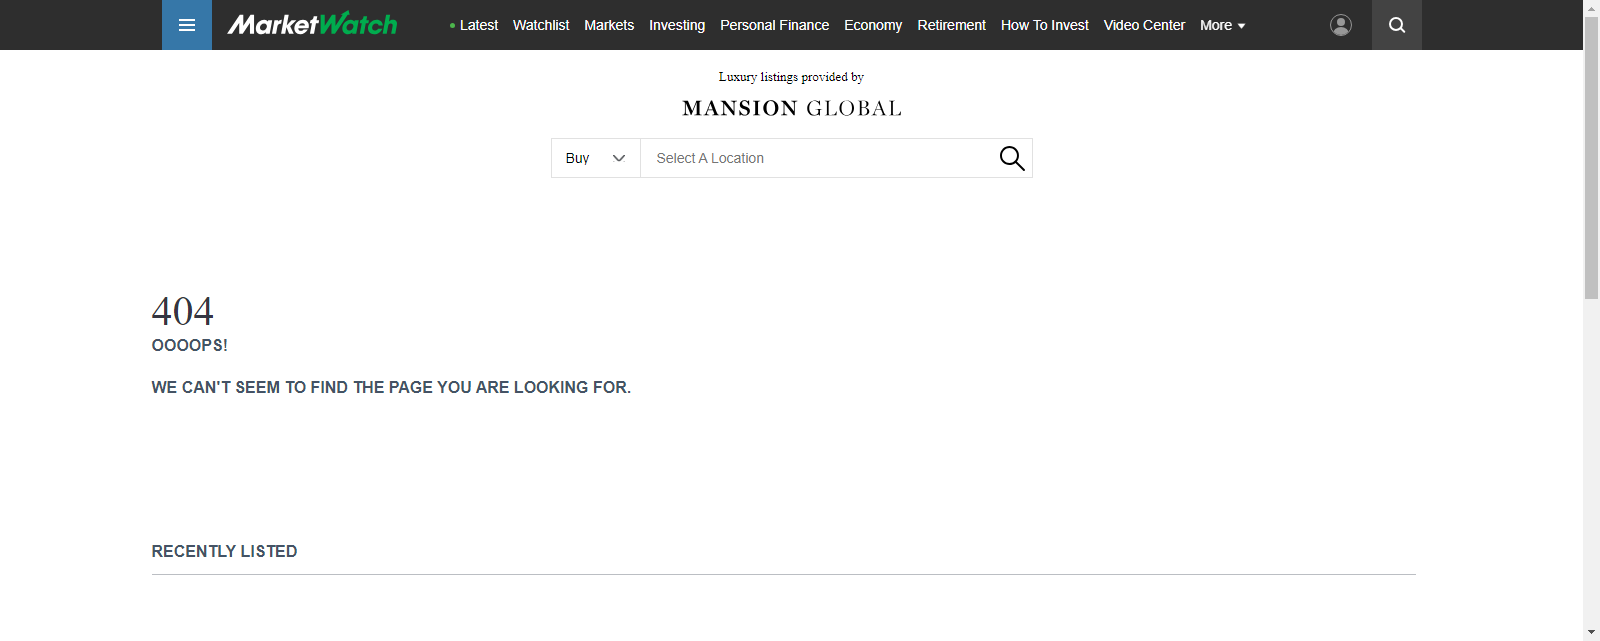 MarketWatch
Latest Watchlist Markets Investing Personal Finance Economy Retirement How To Invest Video Center More
Luxury listings provided by
MANSION GLOBAL
Buy Select A Location
404
OOOOPS!
WE CAN'T SEEM TO FIND THE PAGE YOU ARE LOOKING FOR.
RECENTLY LISTED